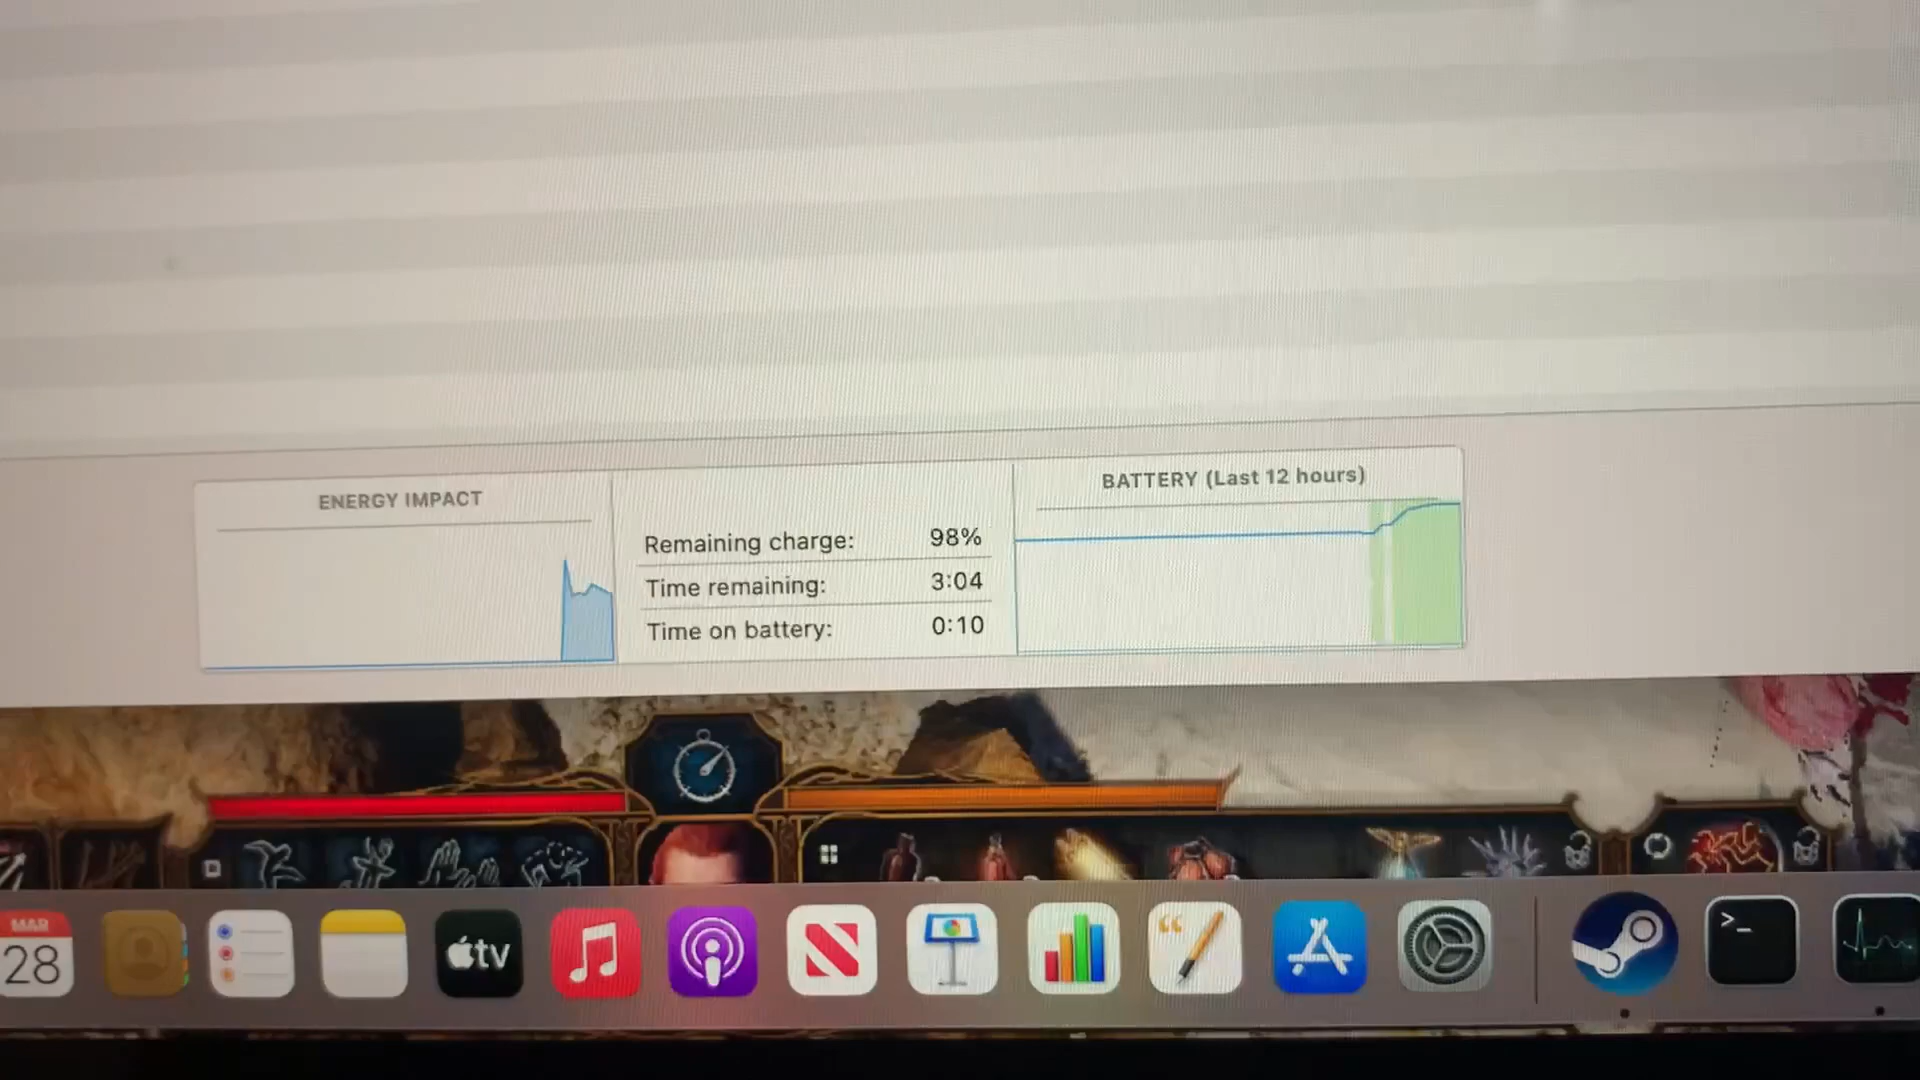 ENERGY IMPACT
Remaining charge: 98%
Time remaining: 3:04
Time on battery: 0:10
BATTERY (Last 12 hours)
MAR
28
tv
>_